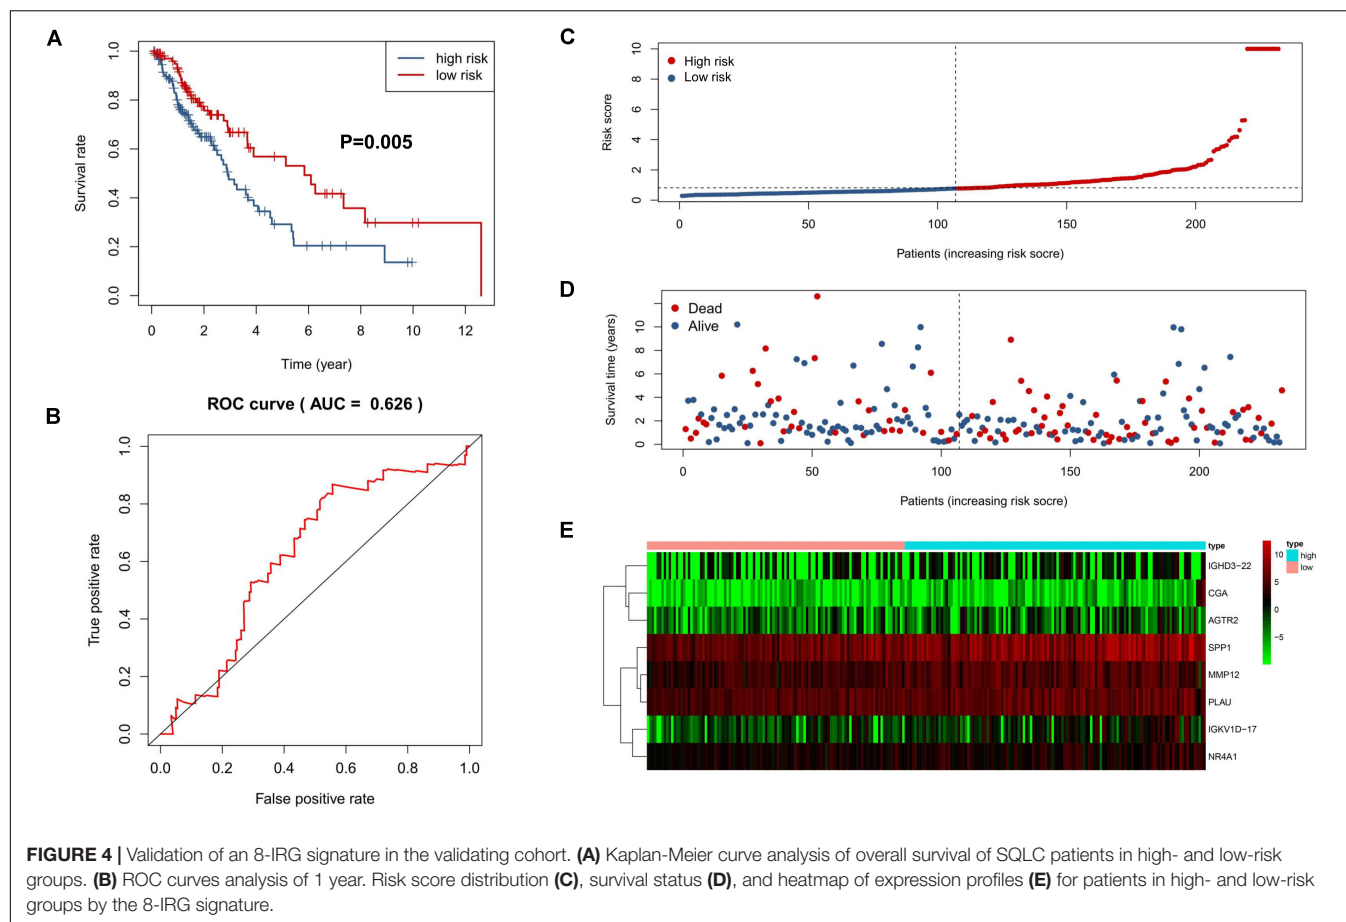 A
1.0
0.8
0.6
0.4
0.2
0.0
Survival rate
high risk
low risk
P=0.005
0 2 4 6 8 10 12
Time (year)
B
ROC curve ( AUC = 0.626 )
1.0
0.8
0.6
0.4
0.2
0.0
True positive rate
0.0 0.2 0.4 0.6 0.8 1.0
False positive rate
C
10
8
6
4
2
0
Risk score
High risk
Low risk
0 50 100 150 200
Patients (increasing risk socre)
D
10
8
6
4
2
0
Survival time (years)
Dead
Alive
0 50 100 150 200
Patients (increasing risk socre)
E
type
IGHD3-22
CGA
AGTR2
SPP1
MMP12
PLAU
IGKV1D-17
NR4A1
10
5
0
-5
type
high
low
FIGURE 4 | Validation of an 8-IRG signature in the validating cohort. (A) Kaplan-Meier curve analysis of overall survival of SQLC patients in high- and low-risk
groups. (B) ROC curves analysis of 1 year. Risk score distribution (C), survival status (D), and heatmap of expression profiles (E) for patients in high- and low-risk
groups by the 8-IRG signature.